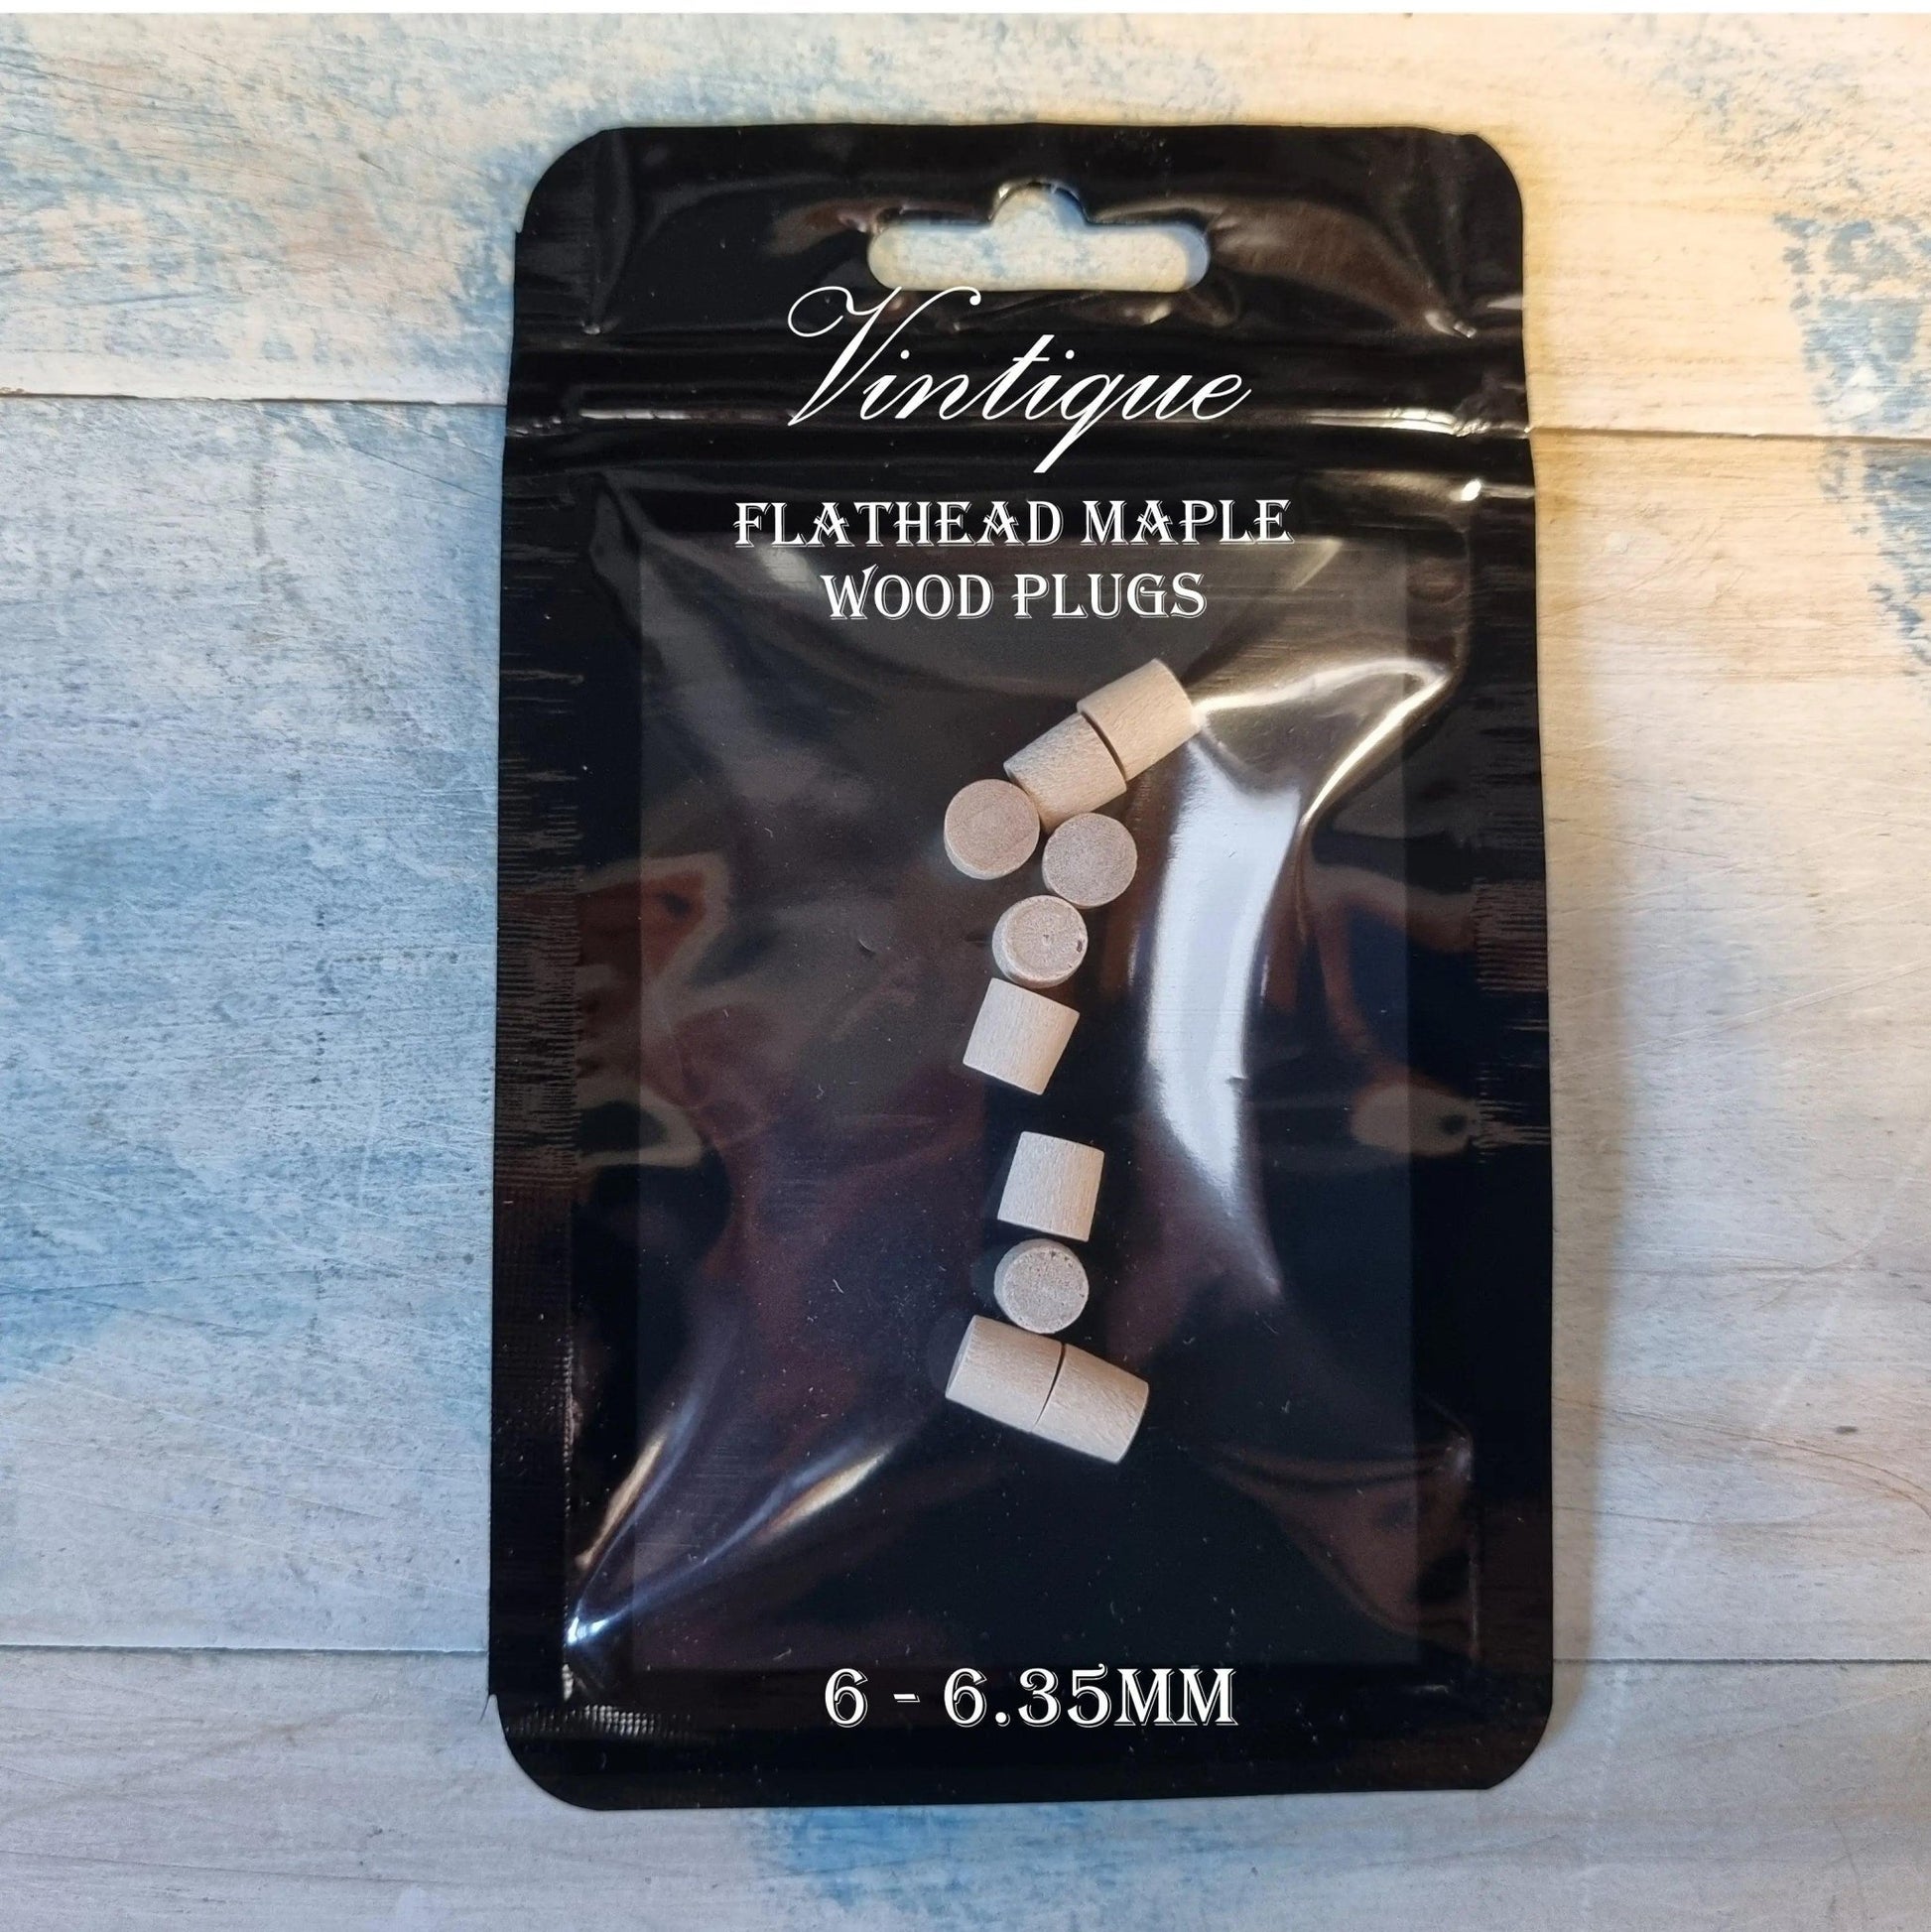 Vintique
FLATHEAD MAPLE
WOOD PLUGS
6 - 6.35MM